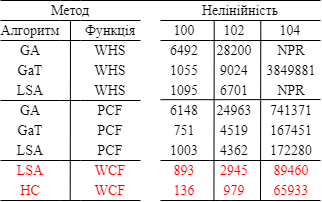 Метод Нелінійність
Алгоритм Функція 100 102 104
GA WHS 6492 28200 NPR
GaT WHS 1055 9024 3849881
LSA WHS 1095 6701 NPR
GA PCF 6148 24963 741371
GaT PCF 751 4519 167451
LSA PCF 1003 4362 172280
LSA WCF 893 2945 89460
HC WCF 136 979 65933